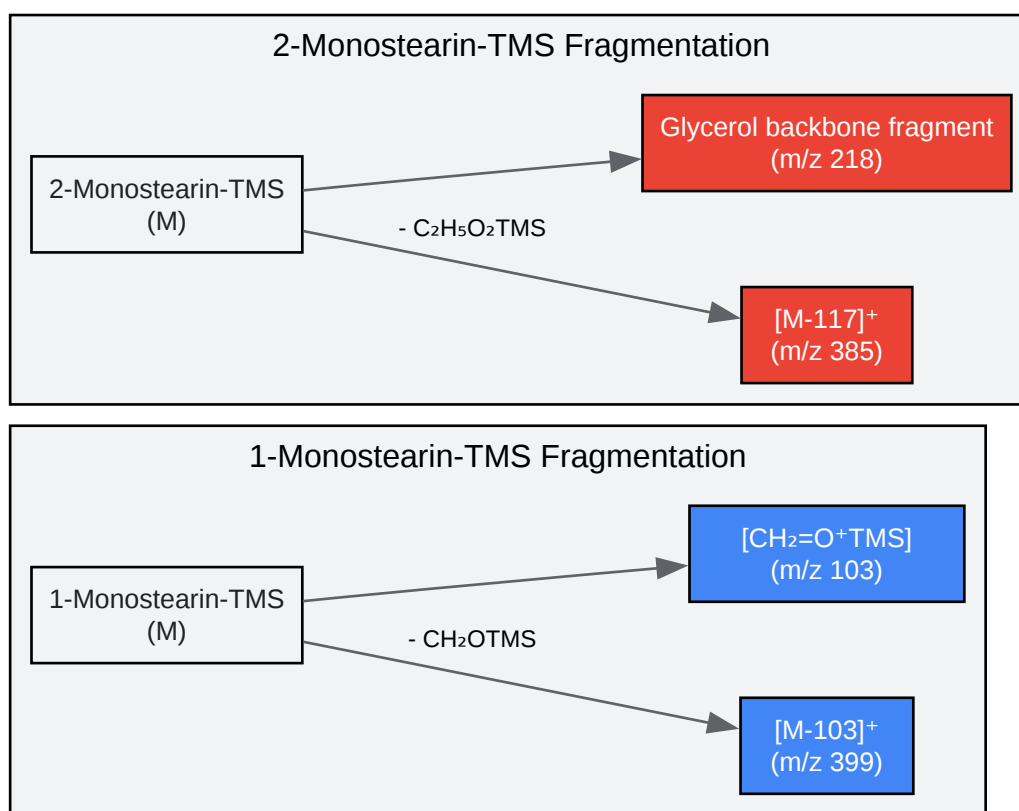 2-Monostearin-TMS Fragmentation
Glycerol backbone fragment
(m/z 218)
2-Monostearin-TMS
(M)
- C₂H₅O₂TMS
[M-117]⁺
(m/z 385)
1-Monostearin-TMS Fragmentation
[CH₂=O⁺TMS]
(m/z 103)
1-Monostearin-TMS
(M)
- CH₂OTMS
[M-103]⁺
(m/z 399)